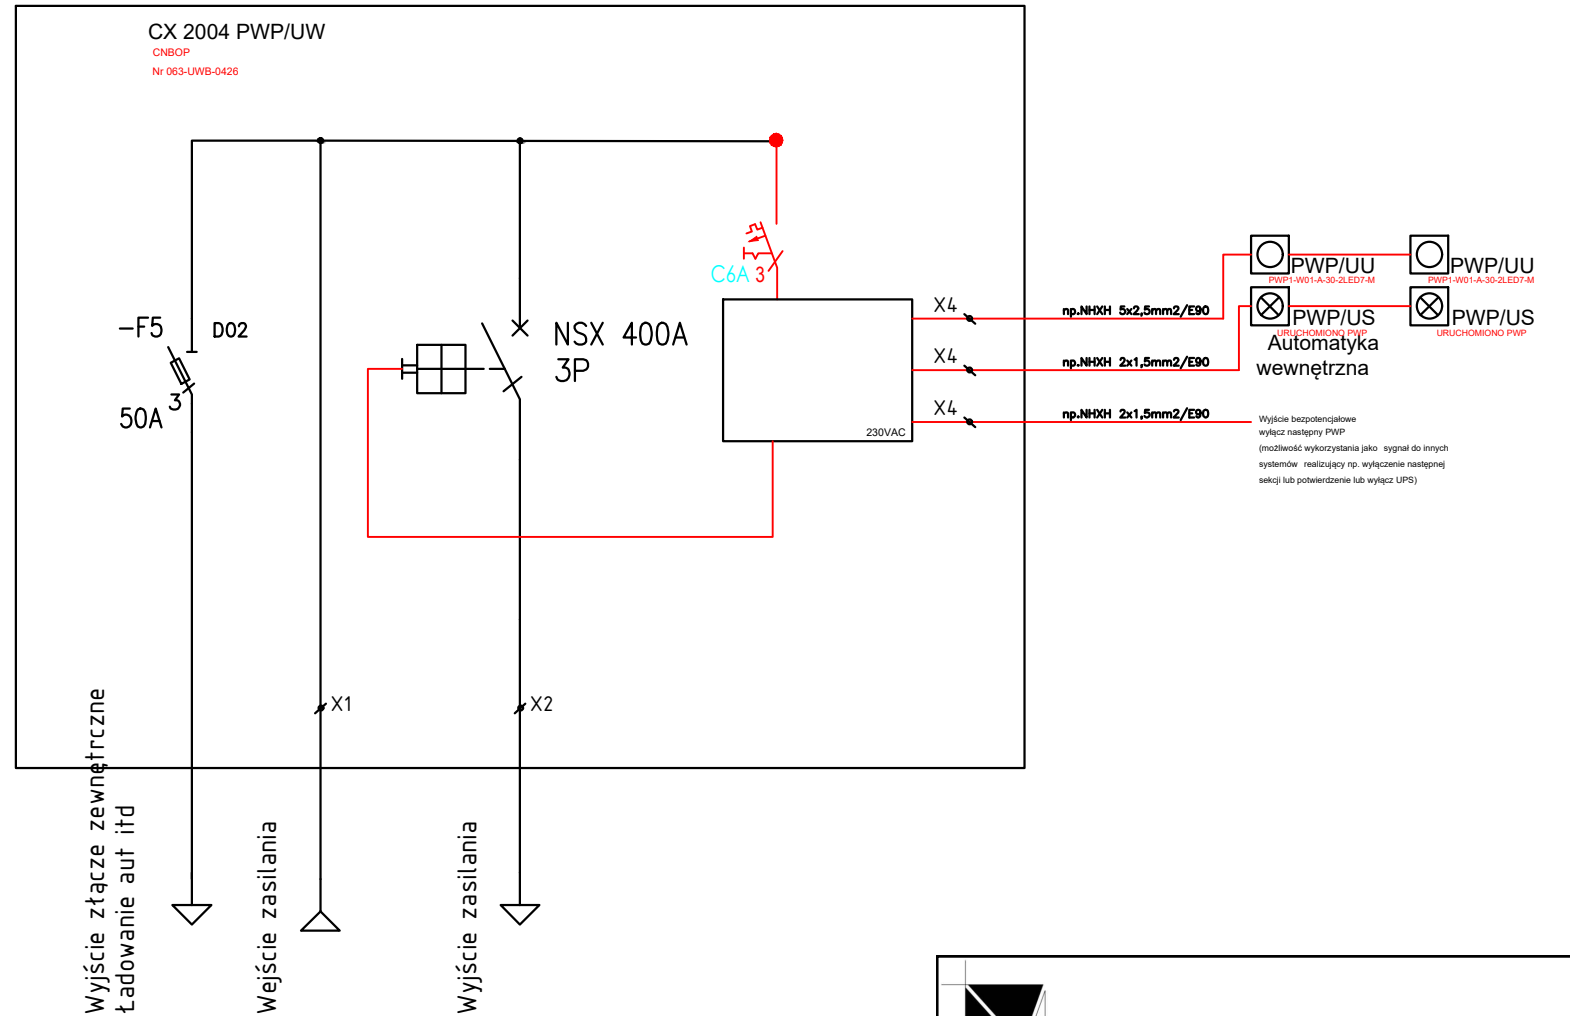 CX 2004 PWP/UW
CNBOP
Nr 063-UWB-0426
C6A 3
-F5 D02
50A 3
NSX 400A
3P
230VAC
X4 np.NHXH 5x2,5mm2/E90
X4 np.NHXH 2x1,5mm2/E90
X4 np.NHXH 2x1,5mm2/E90
PWP/UU PWP/UU
PWP1-W01-A-30-2LED7-M PWP1-W01-A-30-2LED7-M
PWP/US PWP/US
URUCHOMIONO PWP URUCHOMIONO PWP
Automatyka
wewnętrzna
Wyjście bezpotencjałowe
wyłącz następny PWP
(możliwość wykorzystania jako sygnał do innych
systemów realizujący np. wyłączenie następnej
sekcji lub potwierdzenie lub wyłącz UPS)
X1 X2
Wyjście złącze zewnętrczne
Ładowanie aut itd
Wejście zasilania
Wyjście zasilania